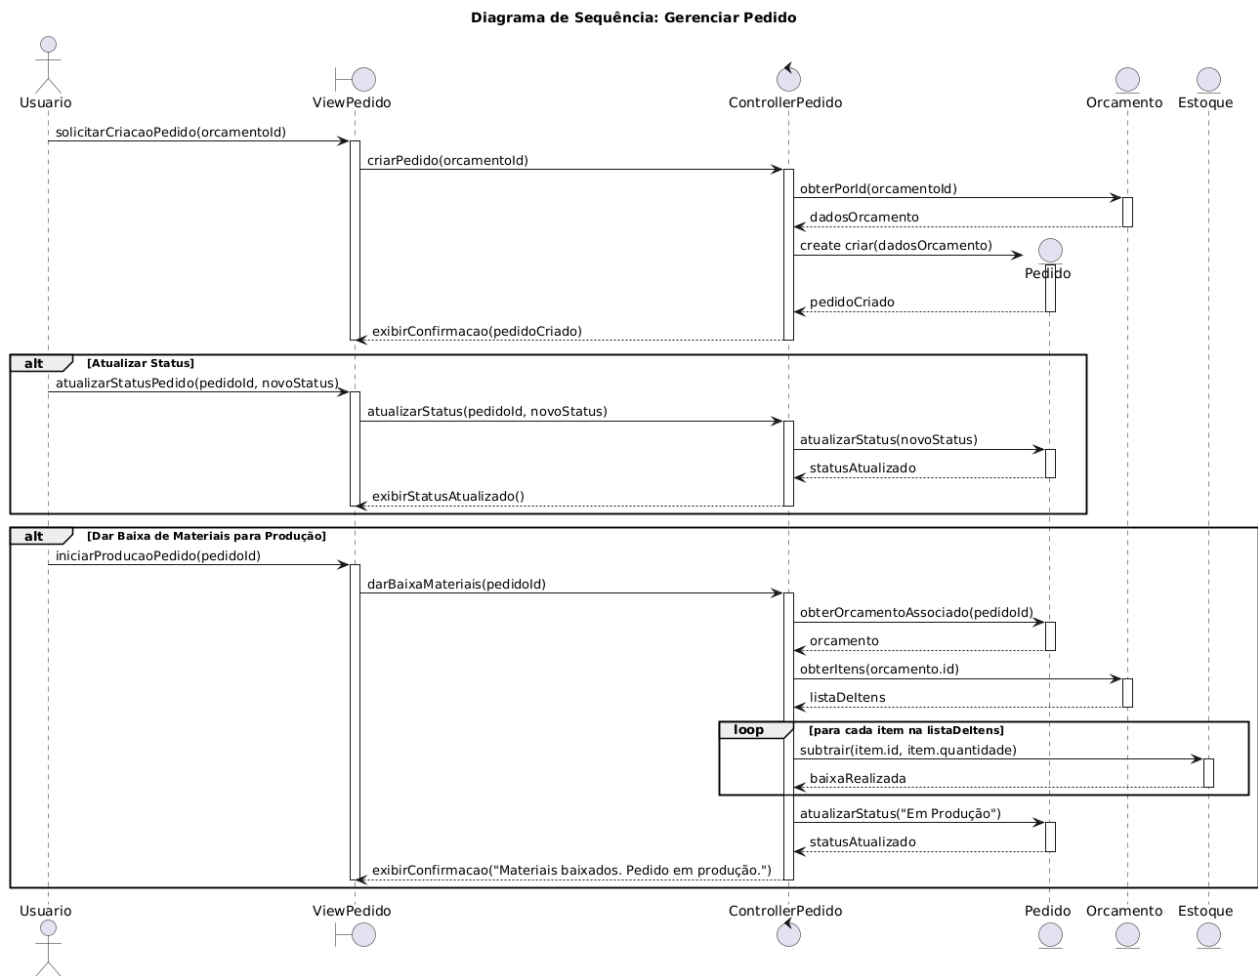 Diagrama de Sequência: Gerenciar Pedido
Usuario
ViewPedido
ControllerPedido
Orcamento
Estoque
solicitarCriacaoPedido(orcamentoId)
criarPedido(orcamentoId)
obterPorId(orcamentoId)
dadosOrcamento
create criar(dadosOrcamento)
Pedido
pedidoCriado
exibirConfirmacao(pedidoCriado)
alt [Atualizar Status]
atualizarStatusPedido(pedidoId, novoStatus)
atualizarStatus(pedidoId, novoStatus)
atualizarStatus(novoStatus)
statusAtualizado
exibirStatusAtualizado()
alt [Dar Baixa de Materiais para Produção]
iniciarProducaoPedido(pedidoId)
darBaixaMateriais(pedidoId)
obterOrcamentoAssociado(pedidoId)
orcamento
obterItens(orcamento.id)
listaDeItens
loop [para cada item na listaDeItens]
subtrair(item.id, item.quantidade)
baixaRealizada
atualizarStatus("Em Produção")
statusAtualizado
exibirConfirmacao("Materiais baixados. Pedido em produção.")
Usuario
ViewPedido
ControllerPedido
Pedido
Orcamento
Estoque